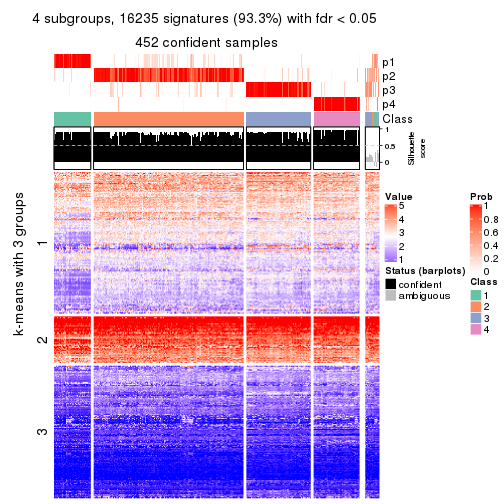 4 subgroups, 16235 signatures (93.3%) with fdr < 0.05
452 confident samples
p1
p2
p3
p4
Class
1
0.5
0
Silhouette
score
k-means with 3 groups
1
2
3
Value
5
4
3
2
1
Prob
1
0.8
0.6
0.4
0.2
0
Status (barplots)
confident
ambiguous
Class
1
2
3
4